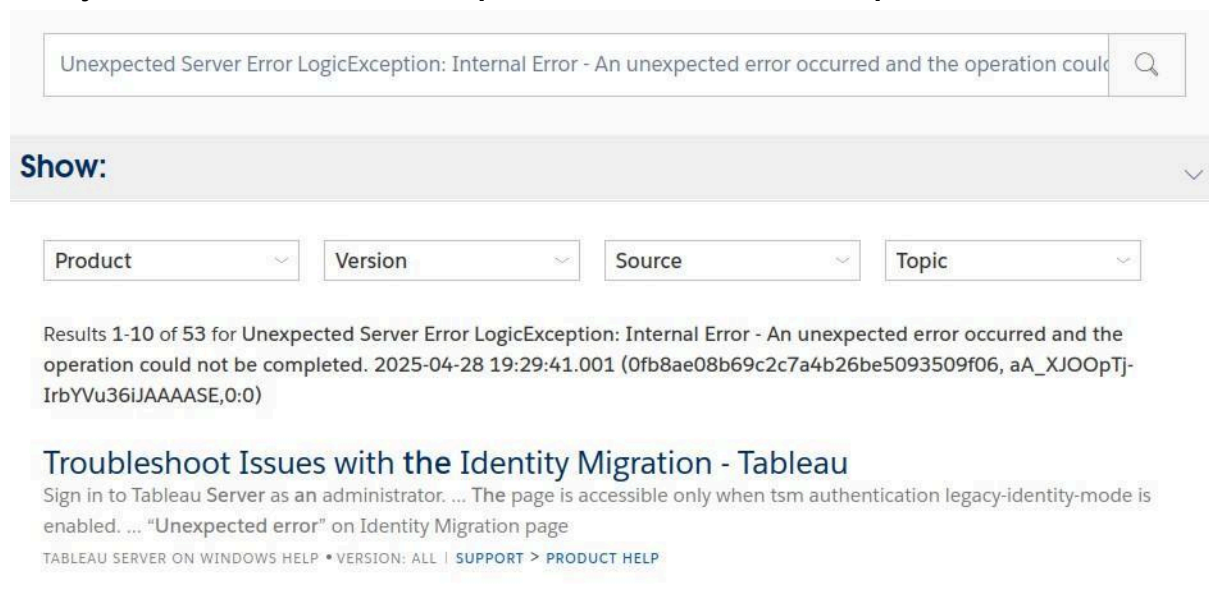 Unexpected Server Error LogicException: Internal Error - An unexpected error occurred and the operation could
Show:
Product
Version
Source
Topic
Results 1-10 of 53 for Unexpected Server Error LogicException: Internal Error - An unexpected error occurred and the
operation could not be completed. 2025-04-28 19:29:41.001 (0fb8ae08b69c2c7a4b26be5093509f06, aA_XJOOpTj-
IrbYVu36iJAAAASE,0:0)
Troubleshoot Issues with the Identity Migration - Tableau
Sign in to Tableau Server as an administrator. ... The page is accessible only when tsm authentication legacy-identity-mode is
enabled. ... “Unexpected error” on Identity Migration page
TABLEAU SERVER ON WINDOWS HELP • VERSION: ALL | SUPPORT > PRODUCT HELP